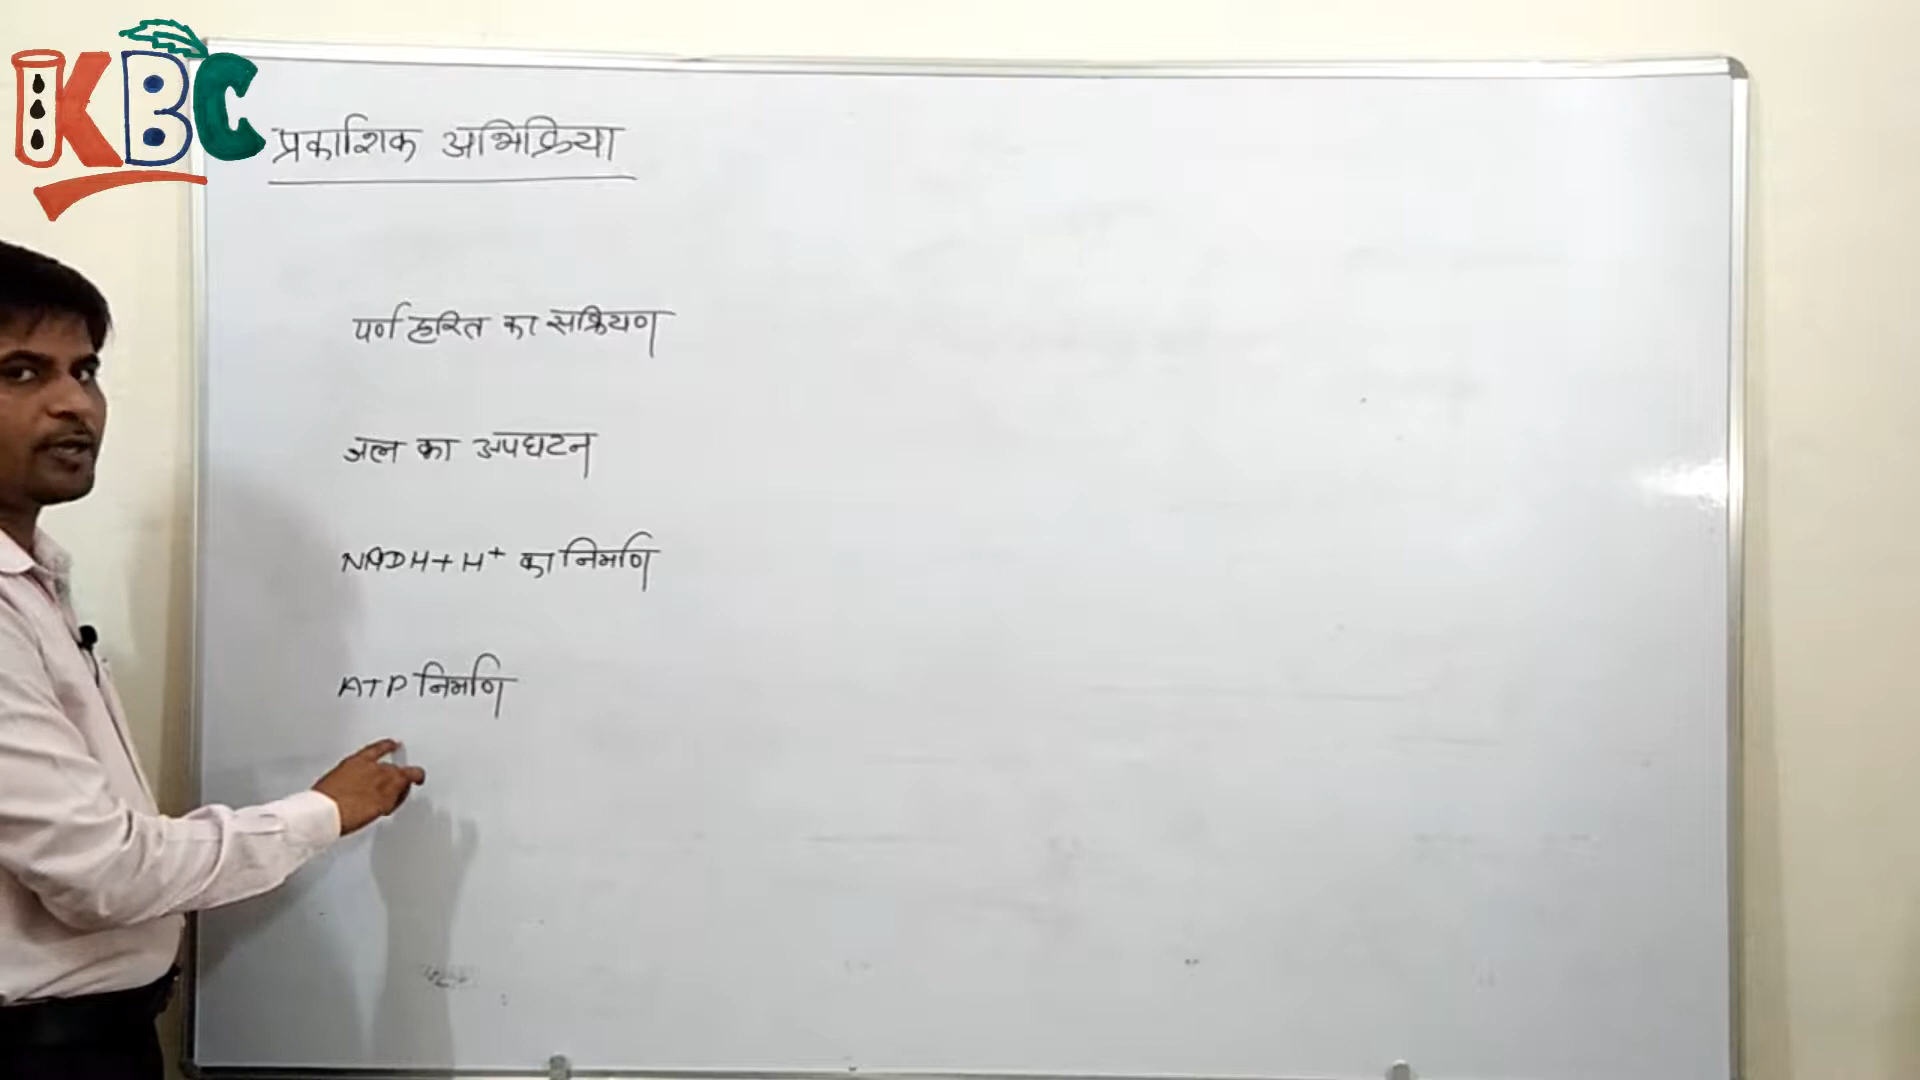 KBC
प्रकाशिक अभिक्रिया
पर्णहरित का सक्रियण
जल का अपघटन
NADH+H⁺ का निर्माण
ATP निर्माण